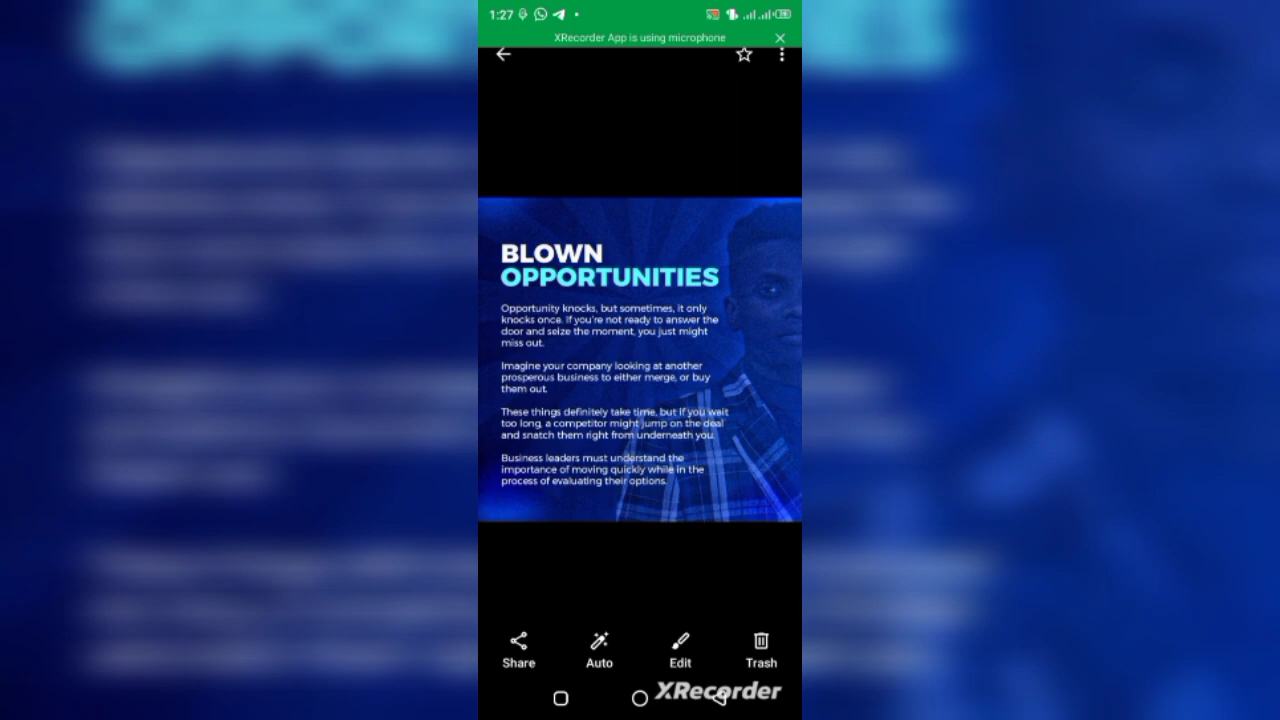 1:27
XRecorder App is using microphone
BLOWN
OPPORTUNITIES
Opportunity knocks, but sometimes, it only
knocks once. If you're not ready to answer the
door and seize the moment, you just might
miss out.
Imagine your company looking at another
prosperous business to either merge, or buy
them out.
These things definitely take time, but if you wait
too long, a competitor might jump on the deal
and snatch them right from underneath you.
Business leaders must understand the
importance of moving quickly while in the
process of evaluating their options.
Share Auto Edit Trash
XRecorder